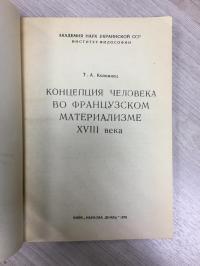 АКАДЕМИЯ НАУК УКРАИНСКОЙ ССР
ИНСТИТУТ ФИЛОСОФИИ
Т. А.
КОНЦЕПЦИЯ ЧЕЛОВЕКА
ВО ФРАНЦУЗСКОМ
МАТЕРИАЛИЗМЕ
XVIII века
КИЕВ «НАУКОВА ДУМКА»